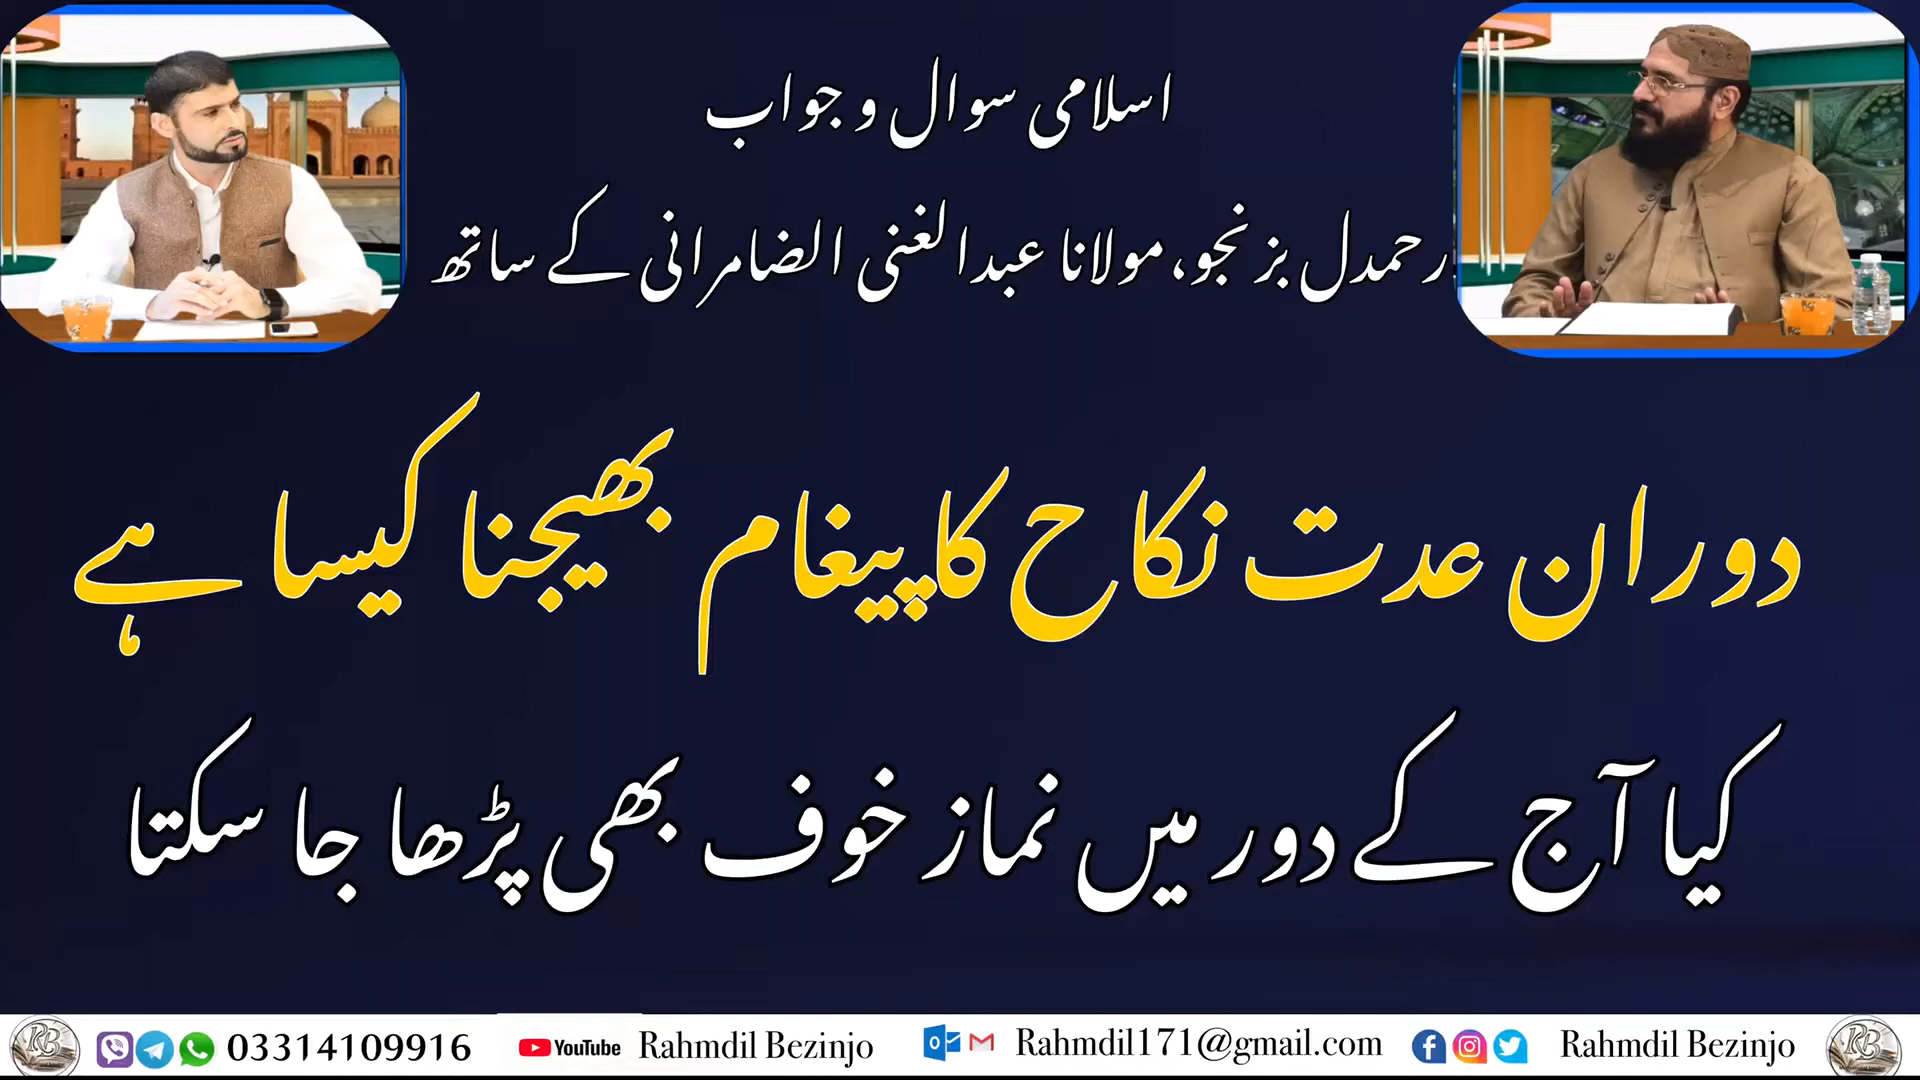 اسلامی سوال و جواب
رحمدل بزنجو، مولانا عبدالغنی الضامرانی کے ساتھ
دوران عدت نکاح کا پیغام بھیجنا کیسا ہے
کیا آج کے دور میں نماز خوف بھی پڑھا جا سکتا
RB 03314109916 YouTube Rahmdil Bezinjo Rahmdil171@gmail.com Rahmdil Bezinjo RB